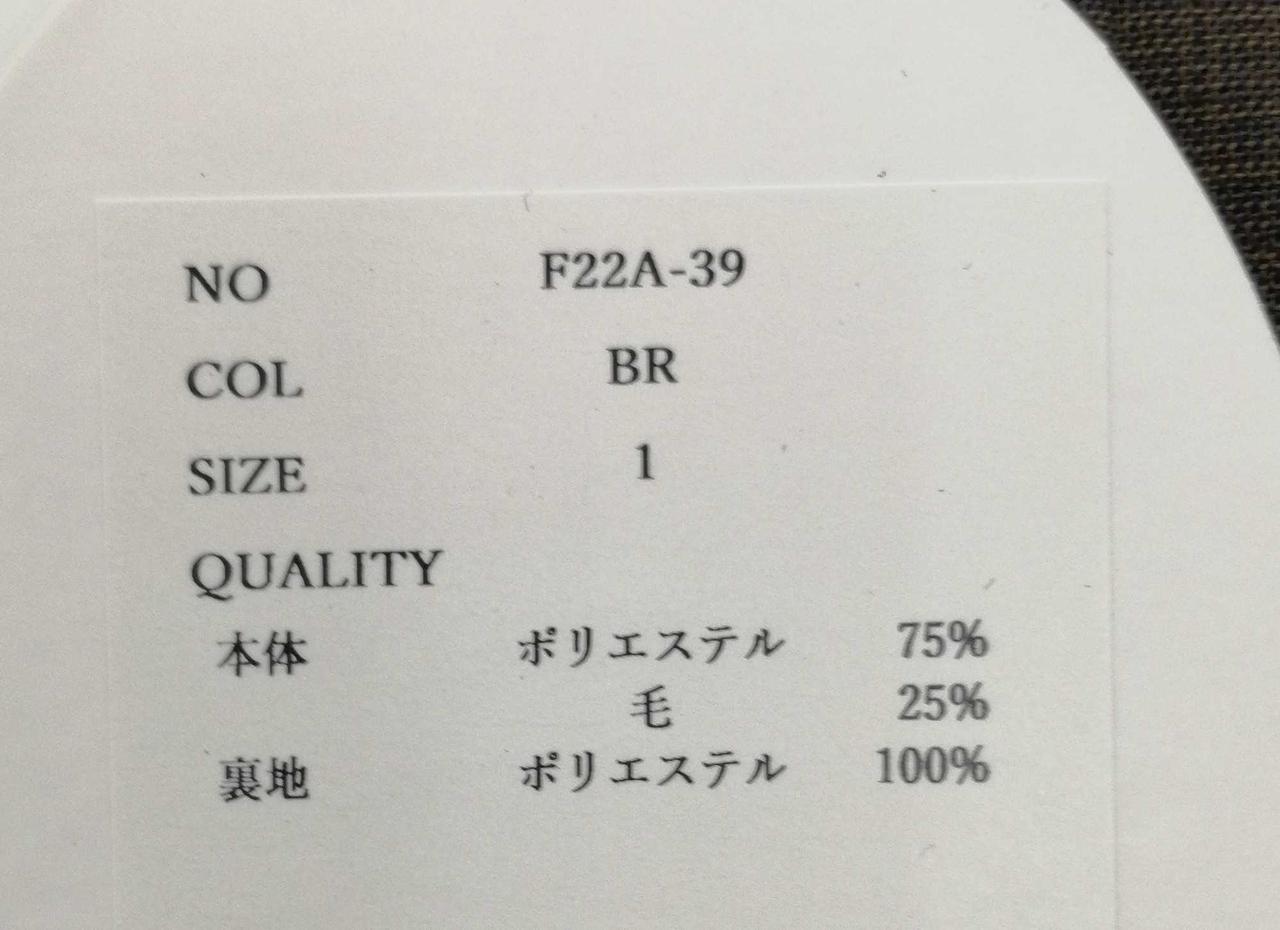 NO F22A-39
COL BR
SIZE 1
QUALITY
本体 ポリエステル 75%
毛 25%
裏地 ポリエステル 100%